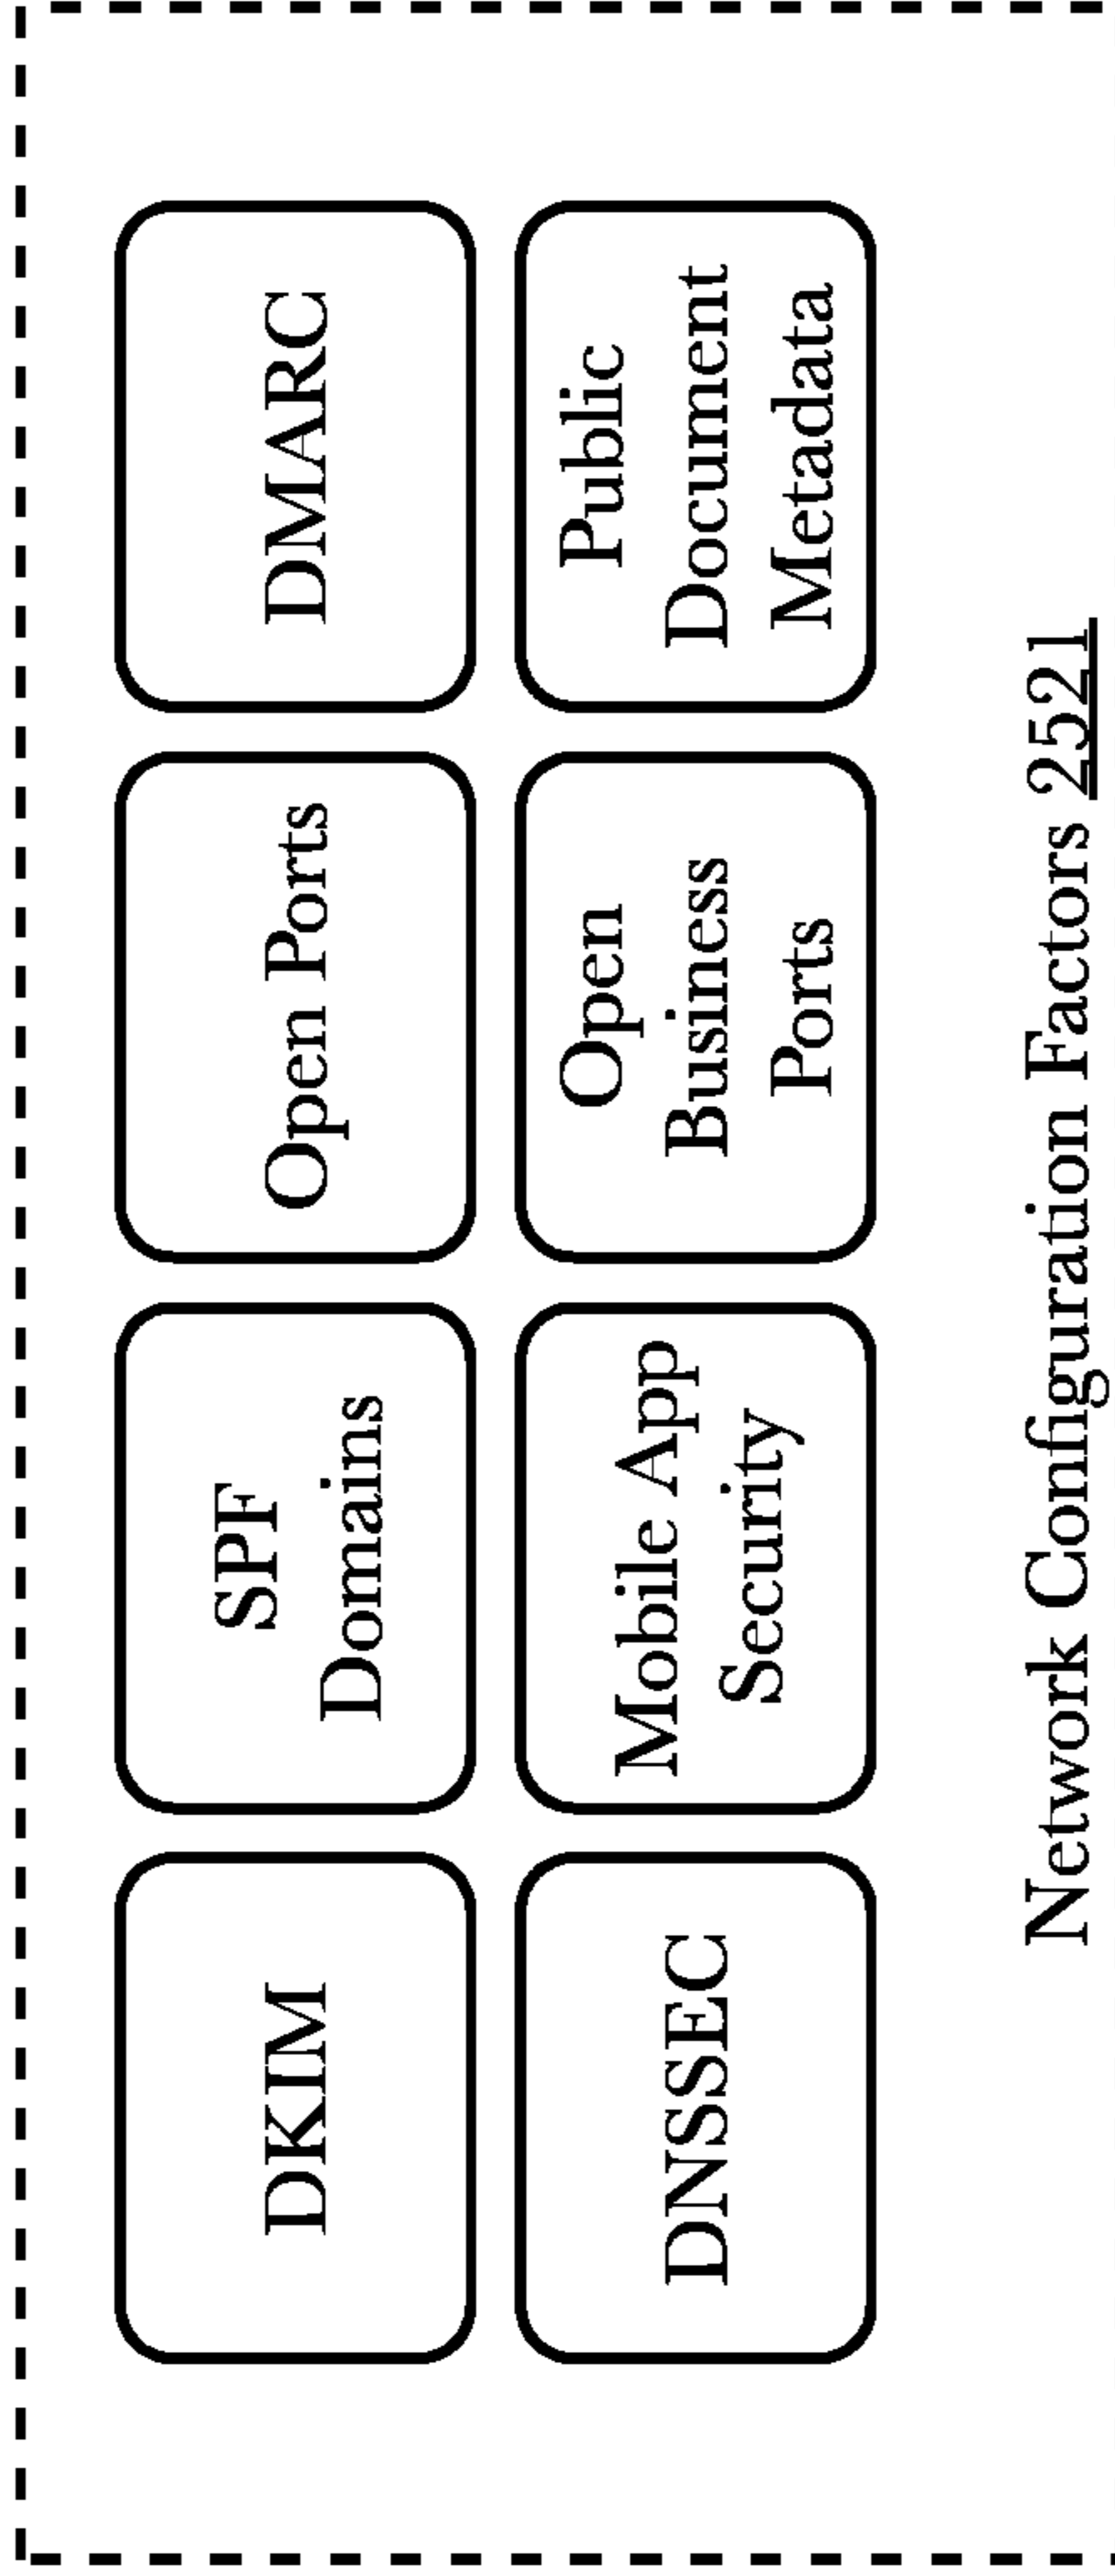 DKIM
SPF
Domains
Open Ports
DMARC
DNSSEC
Mobile App
Security
Open
Business
Ports
Public
Document
Metadata
Network Configuration Factors 2521